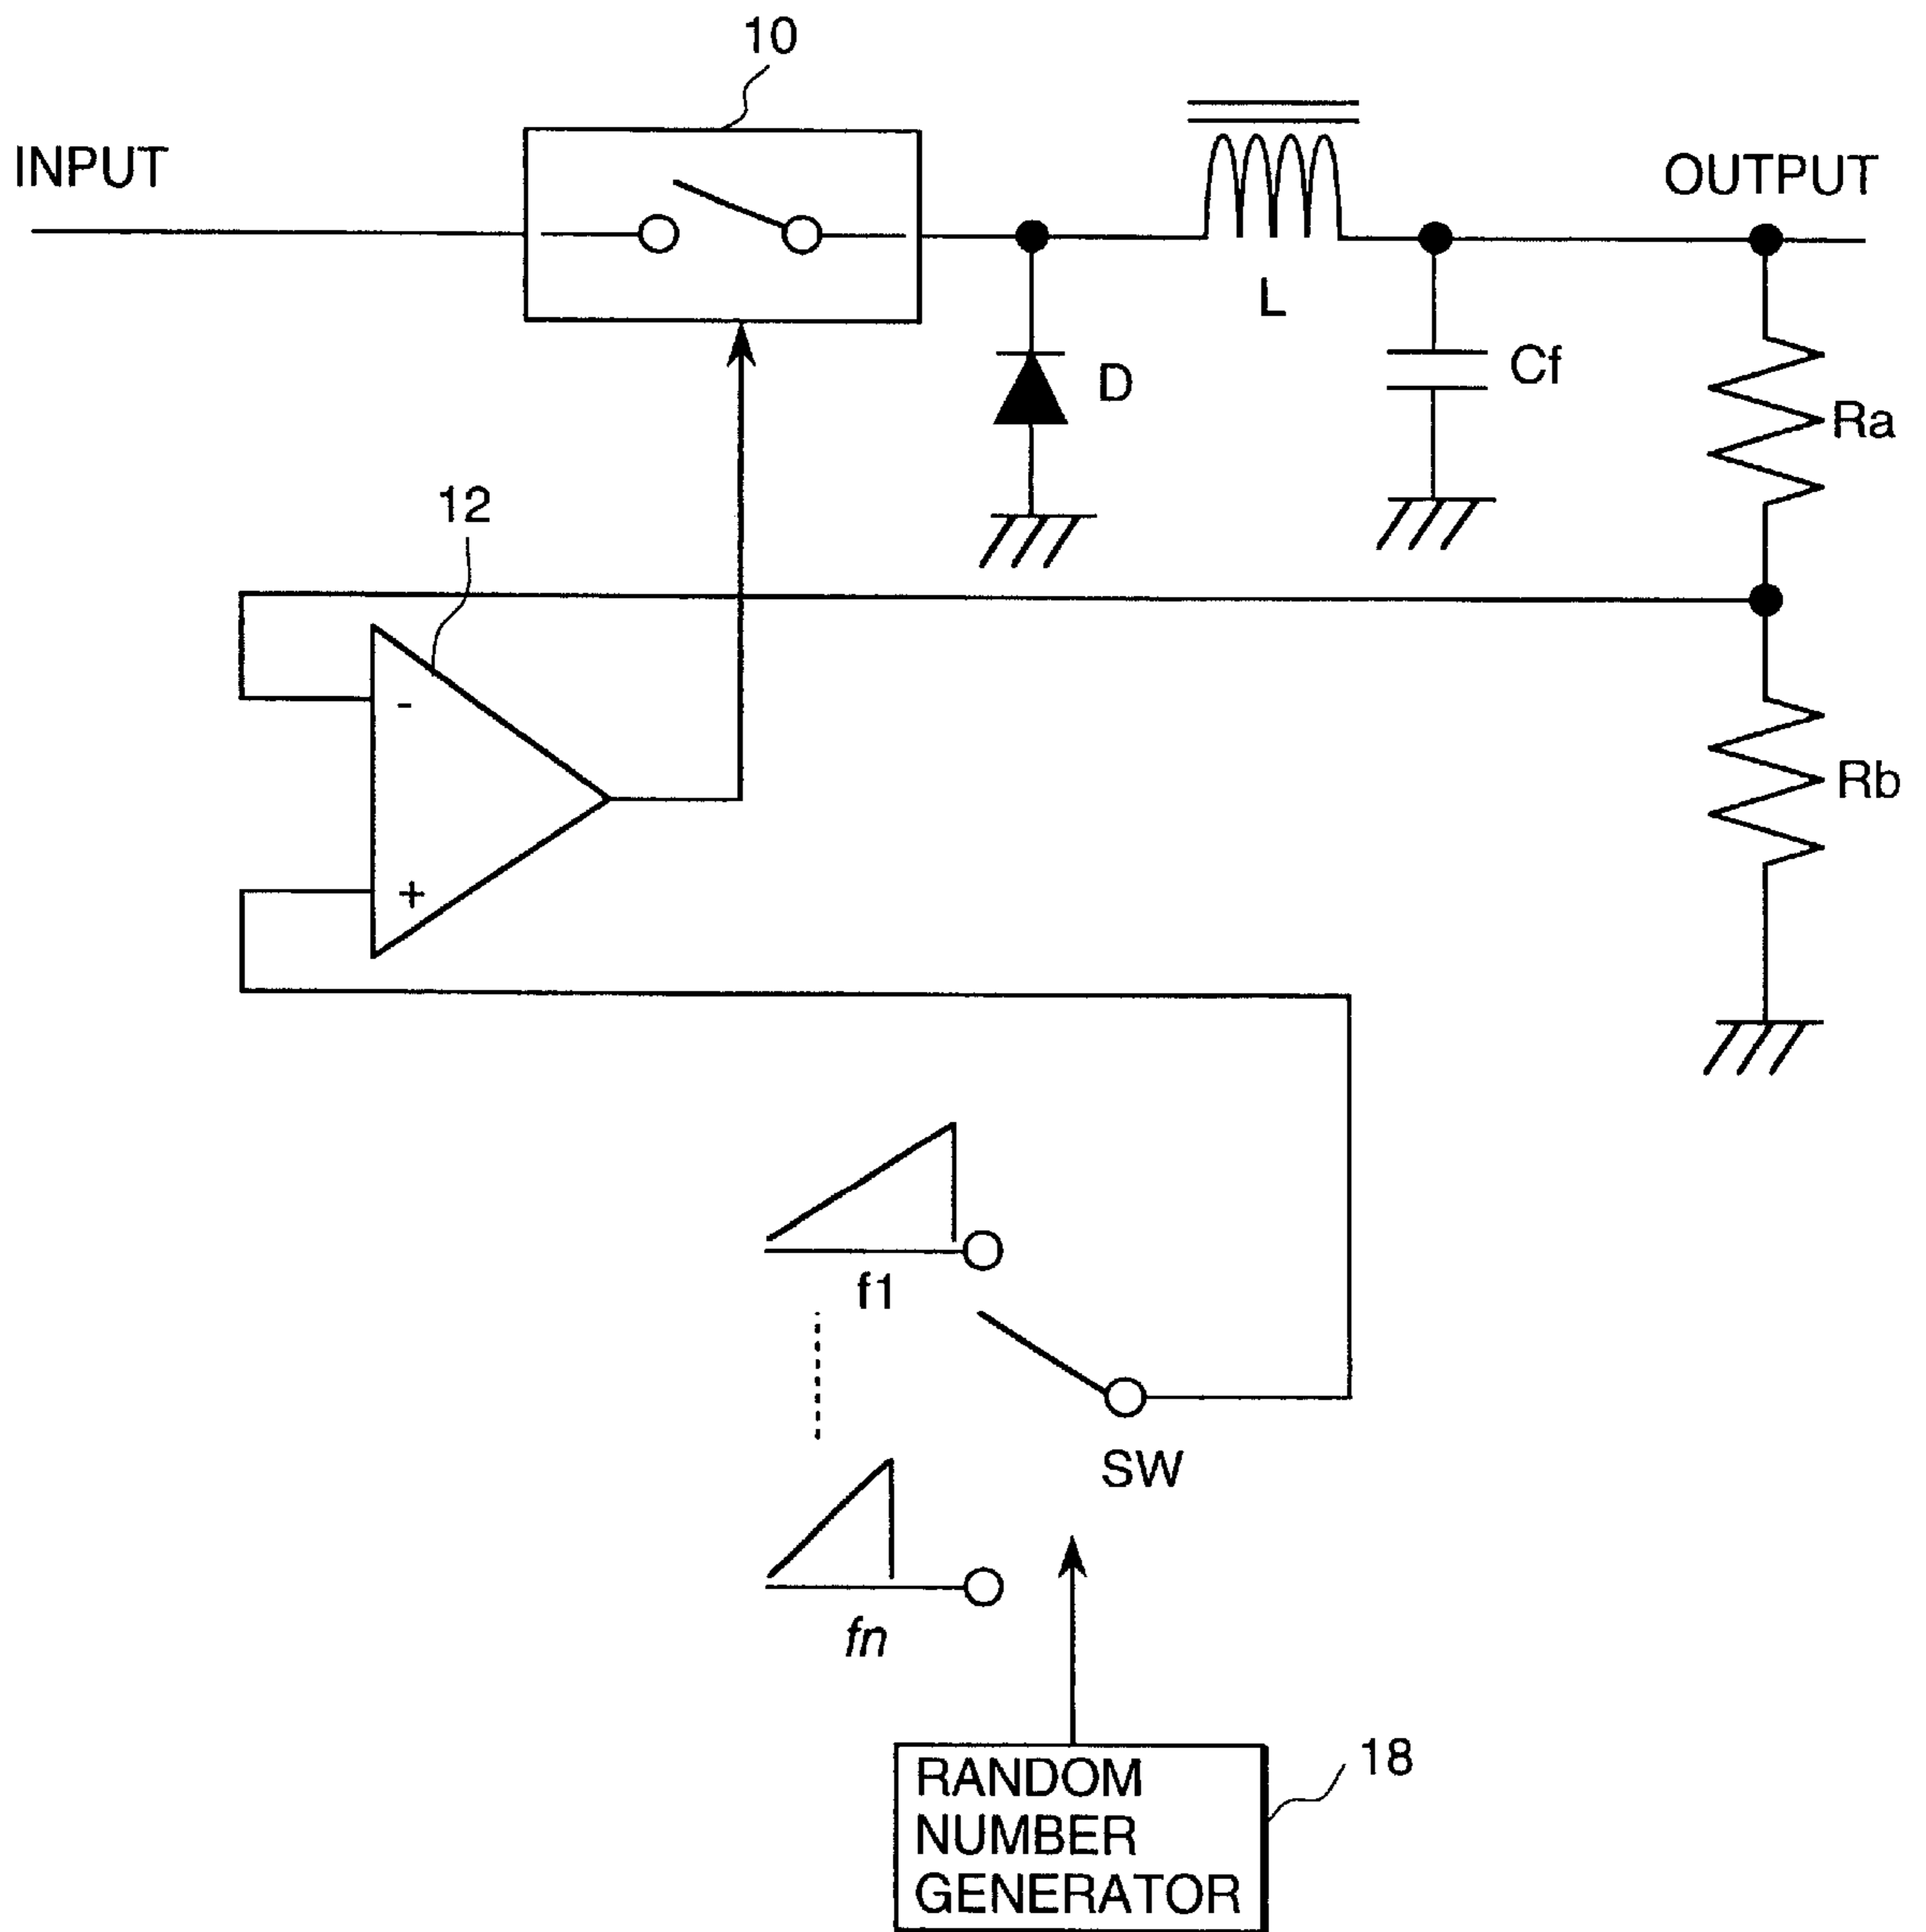 10
INPUT
OUTPUT
L
D
Cf
Ra
12
-
Rb
+
f1
SW
fn
18
RANDOM
NUMBER
GENERATOR